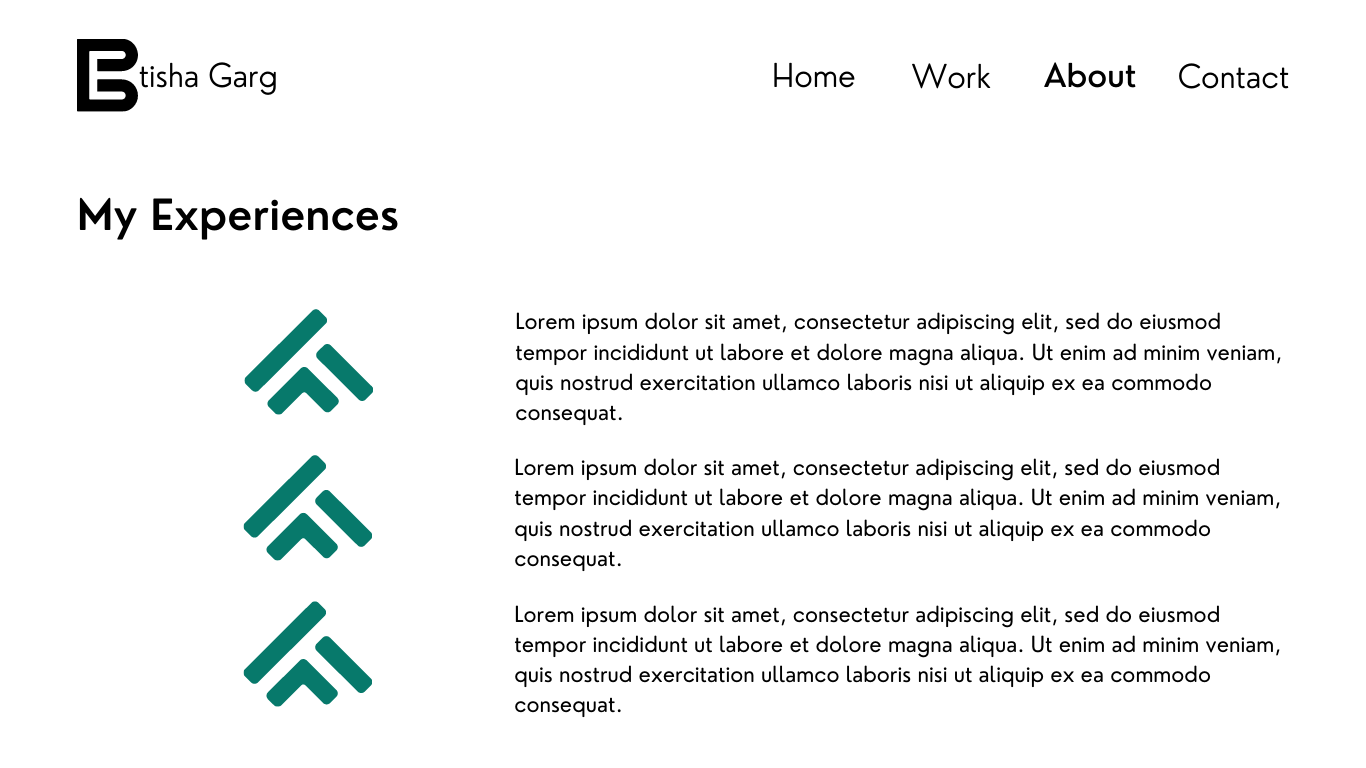 tisha Garg
Home Work About Contact
My Experiences
Lorem ipsum dolor sit amet, consectetur adipiscing elit, sed do eiusmod
tempor incididunt ut labore et dolore magna aliqua. Ut enim ad minim veniam,
quis nostrud exercitation ullamco laboris nisi ut aliquip ex ea commodo
consequat.
Lorem ipsum dolor sit amet, consectetur adipiscing elit, sed do eiusmod
tempor incididunt ut labore et dolore magna aliqua. Ut enim ad minim veniam,
quis nostrud exercitation ullamco laboris nisi ut aliquip ex ea commodo
consequat.
Lorem ipsum dolor sit amet, consectetur adipiscing elit, sed do eiusmod
tempor incididunt ut labore et dolore magna aliqua. Ut enim ad minim veniam,
quis nostrud exercitation ullamco laboris nisi ut aliquip ex ea commodo
consequat.